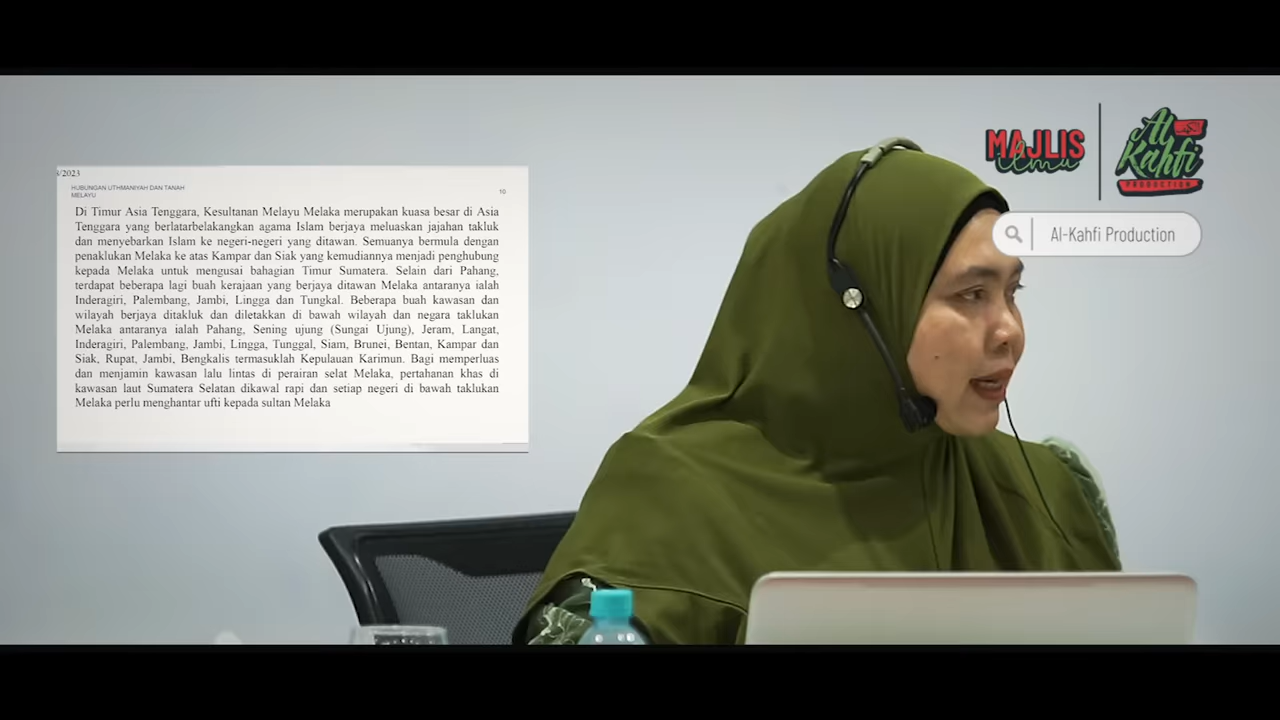 MAJLIS
ilmu
Al
Kahfi
PRODUCTION
Al-Kahfi Production
/2023
HUBUNGAN UTHMANIYAH DAN TANAH
MELAYU
10
Di Timur Asia Tenggara, Kesultanan Melayu Melaka merupakan kuasa besar di Asia
Tenggara yang berlatarbelakangkan agama Islam berjaya meluaskan jajahan takluk
dan menyebarkan Islam ke negeri-negeri yang ditawan. Semuanya bermula dengan
penaklukan Melaka ke atas Kampar dan Siak yang kemudiannya menjadi penghubung
kepada Melaka untuk mengusai bahagian Timur Sumatera. Selain dari Pahang,
terdapat beberapa lagi buah kerajaan yang berjaya ditawan Melaka antaranya ialah
Inderagiri, Palembang, Jambi, Lingga dan Tungkal. Beberapa buah kawasan dan
wilayah berjaya ditakluk dan diletakkan di bawah wilayah dan negara taklukan
Melaka antaranya ialah Pahang, Sening ujung (Sungai Ujung), Jeram, Langat,
Inderagiri, Palembang, Jambi, Lingga, Tunggal, Siam, Brunei, Bentan, Kampar dan
Siak, Rupat, Jambi, Bengkalis termasuklah Kepulauan Karimun. Bagi memperluas
dan menjamin kawasan lalu lintas di perairan selat Melaka, pertahanan khas di
kawasan laut Sumatera Selatan dikawal rapi dan setiap negeri di bawah taklukan
Melaka perlu menghantar ufti kepada sultan Melaka